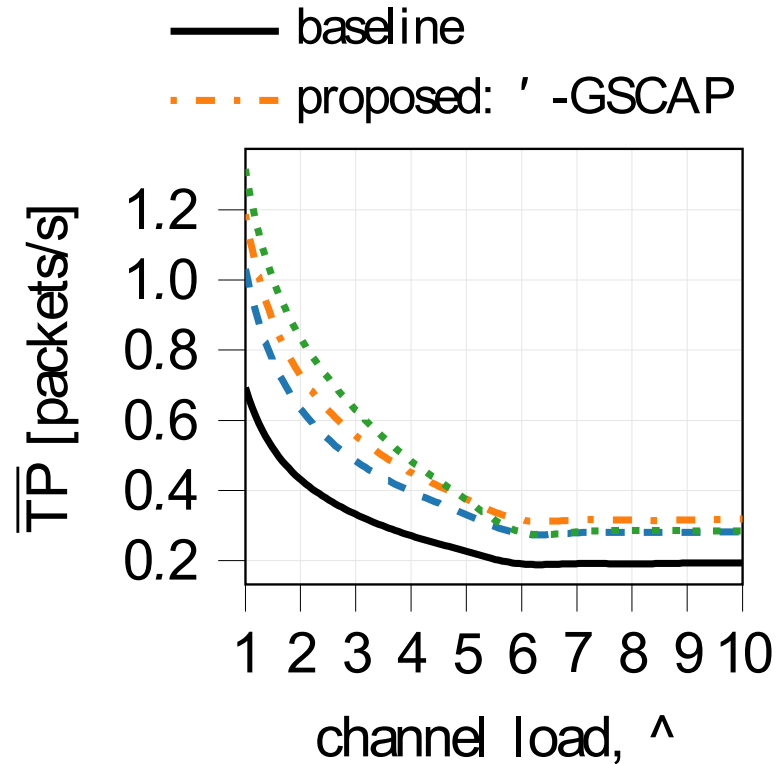 baseline
proposed: ′ -GSCAP
TP [packets/s]
1.2
1.0
0.8
0.6
0.4
0.2
1 2 3 4 5 6 7 8 9 10
channel load, ^